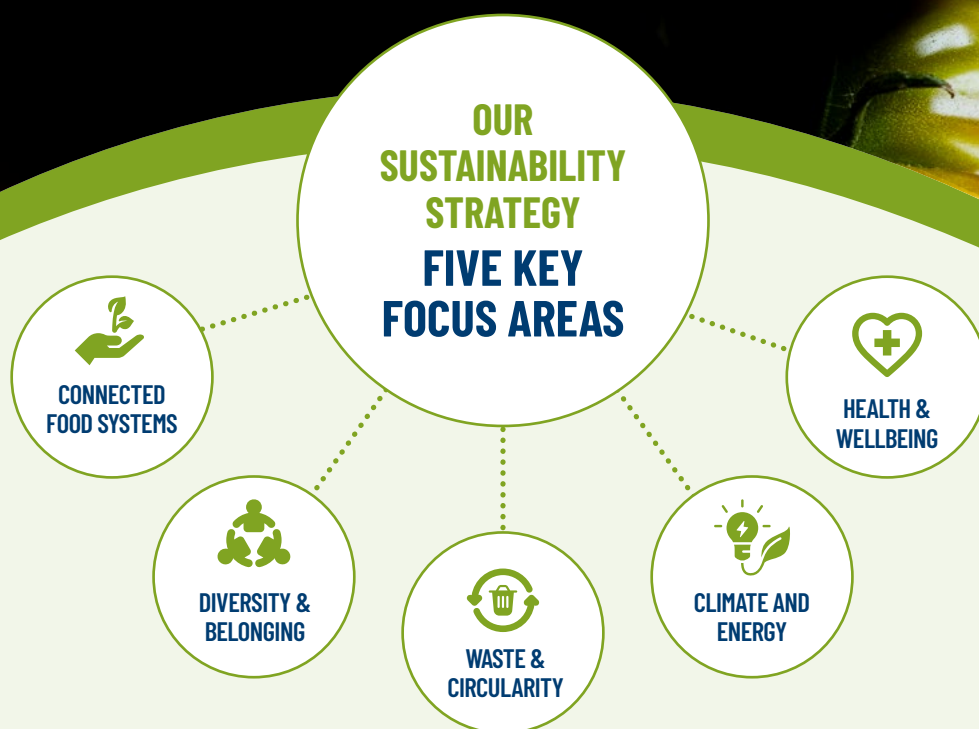 OUR
SUSTAINABILITY
STRATEGY
FIVE KEY
FOCUS AREAS
CONNECTED
FOOD SYSTEMS
DIVERSITY &
BELONGING
WASTE &
CIRCULARITY
CLIMATE AND
ENERGY
HEALTH &
WELLBEING